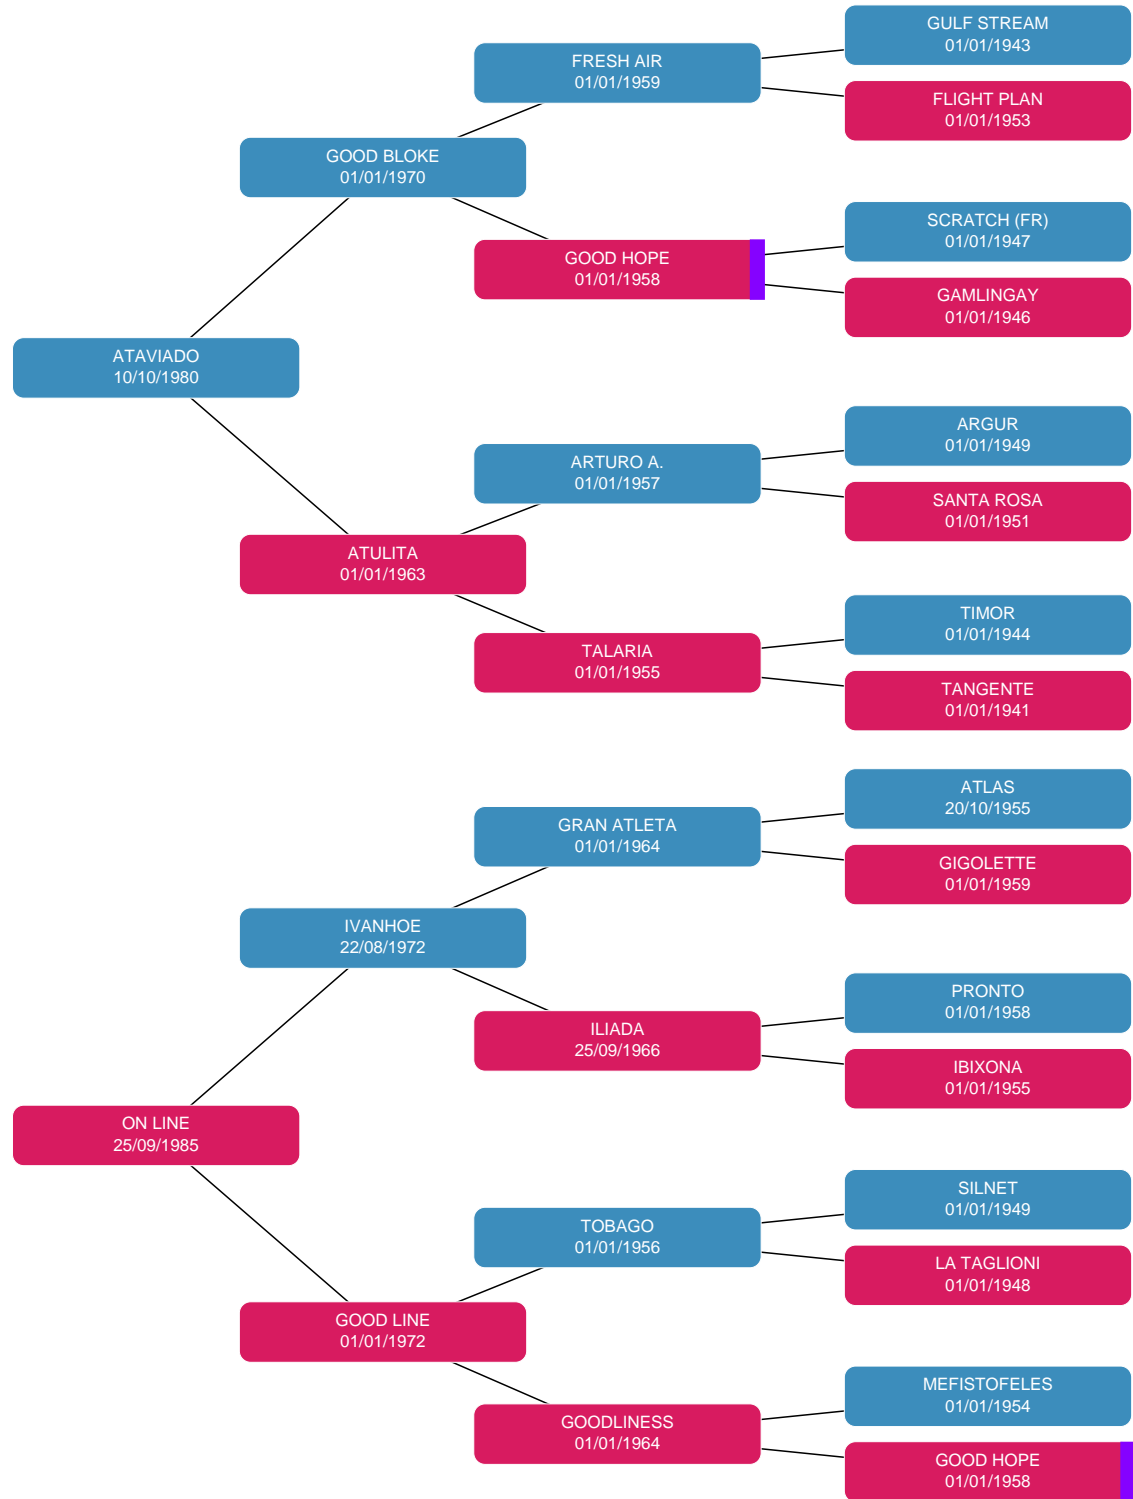 GULF STREAM
01/01/1943
FRESH AIR
01/01/1959
FLIGHT PLAN
01/01/1953
GOOD BLOKE
01/01/1970
SCRATCH (FR)
01/01/1947
GOOD HOPE
01/01/1958
GAMLINGAY
01/01/1946
ATAVIADO
10/10/1980
ARGUR
01/01/1949
ARTURO A.
01/01/1957
SANTA ROSA
01/01/1951
ATULITA
01/01/1963
TIMOR
01/01/1944
TALARIA
01/01/1955
TANGENTE
01/01/1941
ATLAS
20/10/1955
GRAN ATLETA
01/01/1964
GIGOLETTE
01/01/1959
IVANHOE
22/08/1972
PRONTO
01/01/1958
ILIADA
25/09/1966
IBIXONA
01/01/1955
ON LINE
25/09/1985
SILNET
01/01/1949
TOBAGO
01/01/1956
LA TAGLIONI
01/01/1948
GOOD LINE
01/01/1972
MEFISTOFELES
01/01/1954
GOODLINESS
01/01/1964
GOOD HOPE
01/01/1958